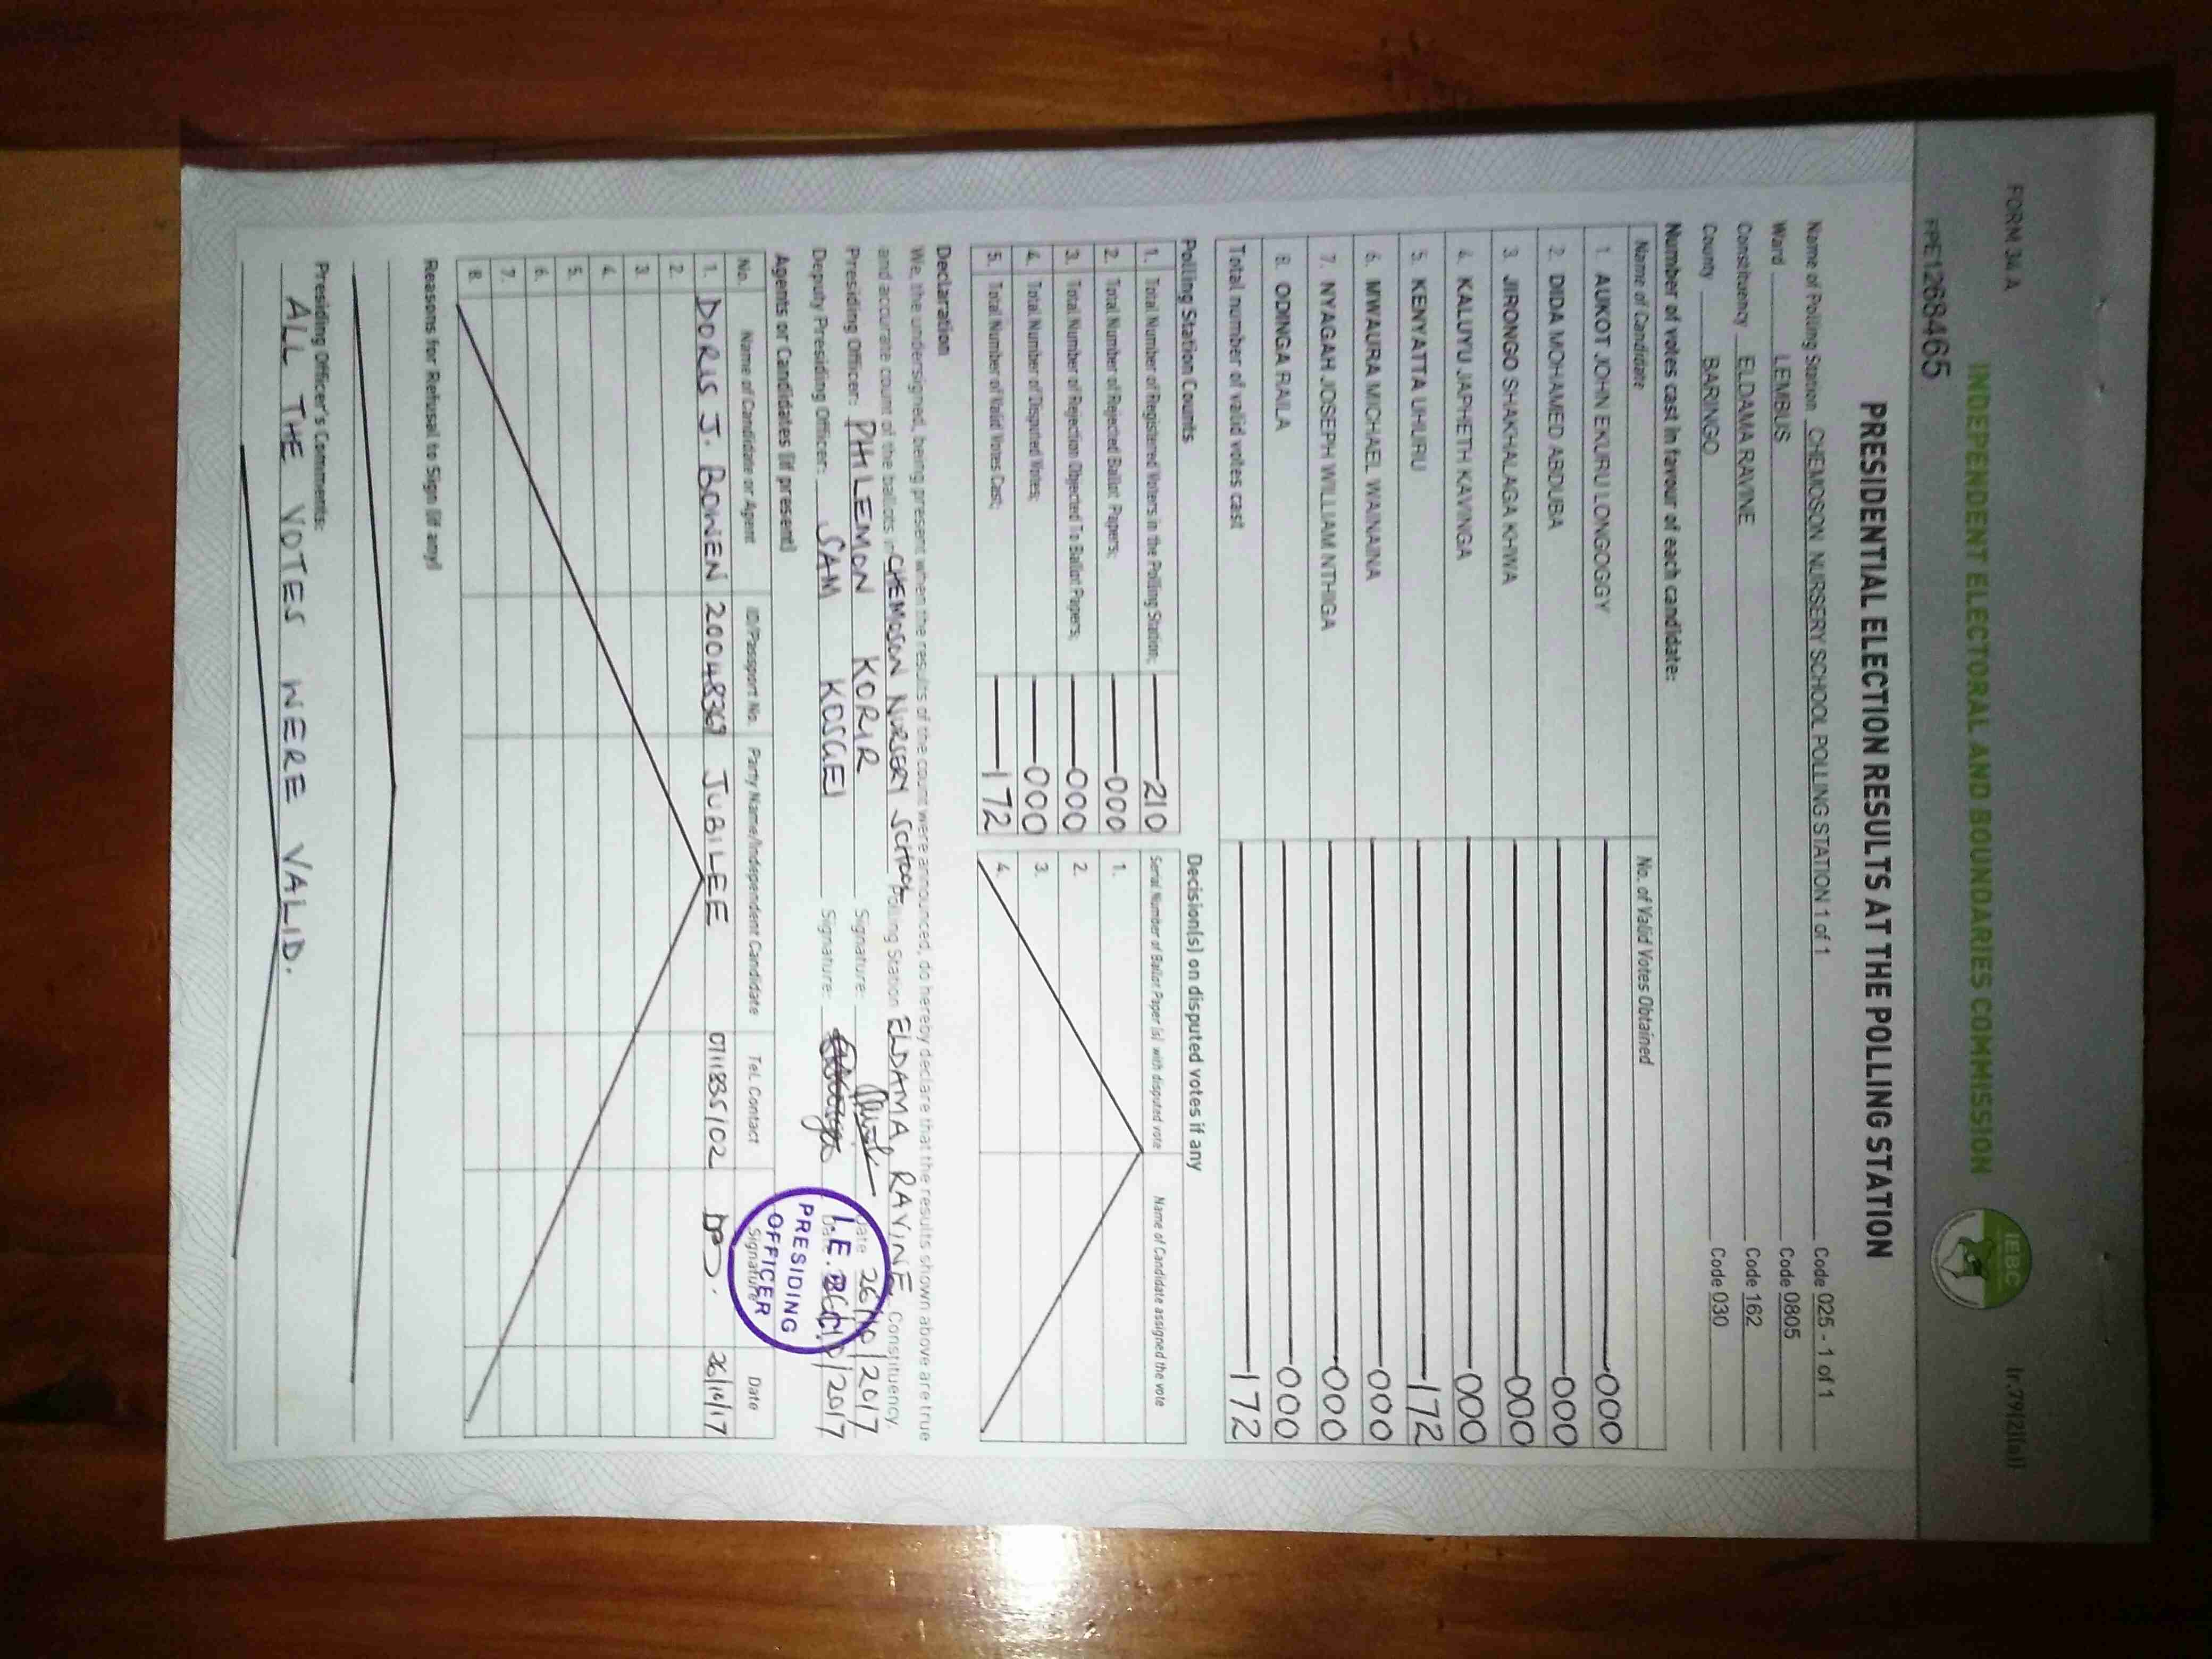 FORM 34 A
Ir.79(2)(a)
INDEPENDENT ELECTORAL AND BOUNDARIES COMMISSION
IEBC
FPE1268465
PRESIDENTIAL ELECTION RESULTS AT THE POLLING STATION
Name of Polling Station CHEMOSON NURSERY SCHOOL POLLING STATION 1 of 1 Code 025 - 1 of 1
Ward LEMBUS Code 0805
Constituency ELDAMA RAVINE Code 162
County BARINGO Code 030
Number of votes cast in favour of each candidate:
Name of Candidate No. of Valid Votes Obtained
1. AUKOT JOHN EKURU LONGOGGY 000
2. DIDA MOHAMED ABDUBA 000
3. JIRONGO SHAKHALAGA KHWA 000
4. KALUYU JAPHETH KAVINGA 000
5. KENYATTA UHURU 172
6. MWAURA MICHAEL WAINAINA 000
7. NYAGAH JOSEPH WILLIAM NTHIGA 000
8. ODINGA RAILA 000
Total number of valid votes cast 172
Polling Station Counts Decision(s) on disputed votes if any
1. Total Number of Registered Voters in the Polling Station; 210 Serial Number of Ballot Paper (s) with disputed vote Name of Candidate assigned the vote
2. Total Number of Rejected Ballot Papers; 000 1.
3. Total Number of Rejection Objected To Ballot Papers; 000 2.
4. Total Number of Disputed Votes; 000 3.
5. Total Number of Valid Votes Cast; 172 4.
Declaration
We, the undersigned, being present when the results of the count were announced, do hereby declare that the results shown above are true
and accurate count of the ballots in CHEMOSON NURSERY SCHOOL Polling Station ELDAMA RAVINE Constituency.
Presiding Officer: PHILEMON KORIR Signature: Date 26/10/2017
Deputy Presiding Officer: SAM KOSGEI Signature: Date
I.E.B.C.
PRESIDING
OFFICER
Agents or Candidates (if present)
No. Name of Candidate or Agent ID/Passport No. Party Name/Independent Candidate Tel. Contact Signature Date
1. DORIS J. BOWEN 20048369 JUBILEE 0711835102 26/10/17
2.
3.
4.
5.
6.
7.
8.
Reasons for Refusal to Sign (if any)
Presiding Officer's Comments:
ALL THE VOTES WERE VALID.